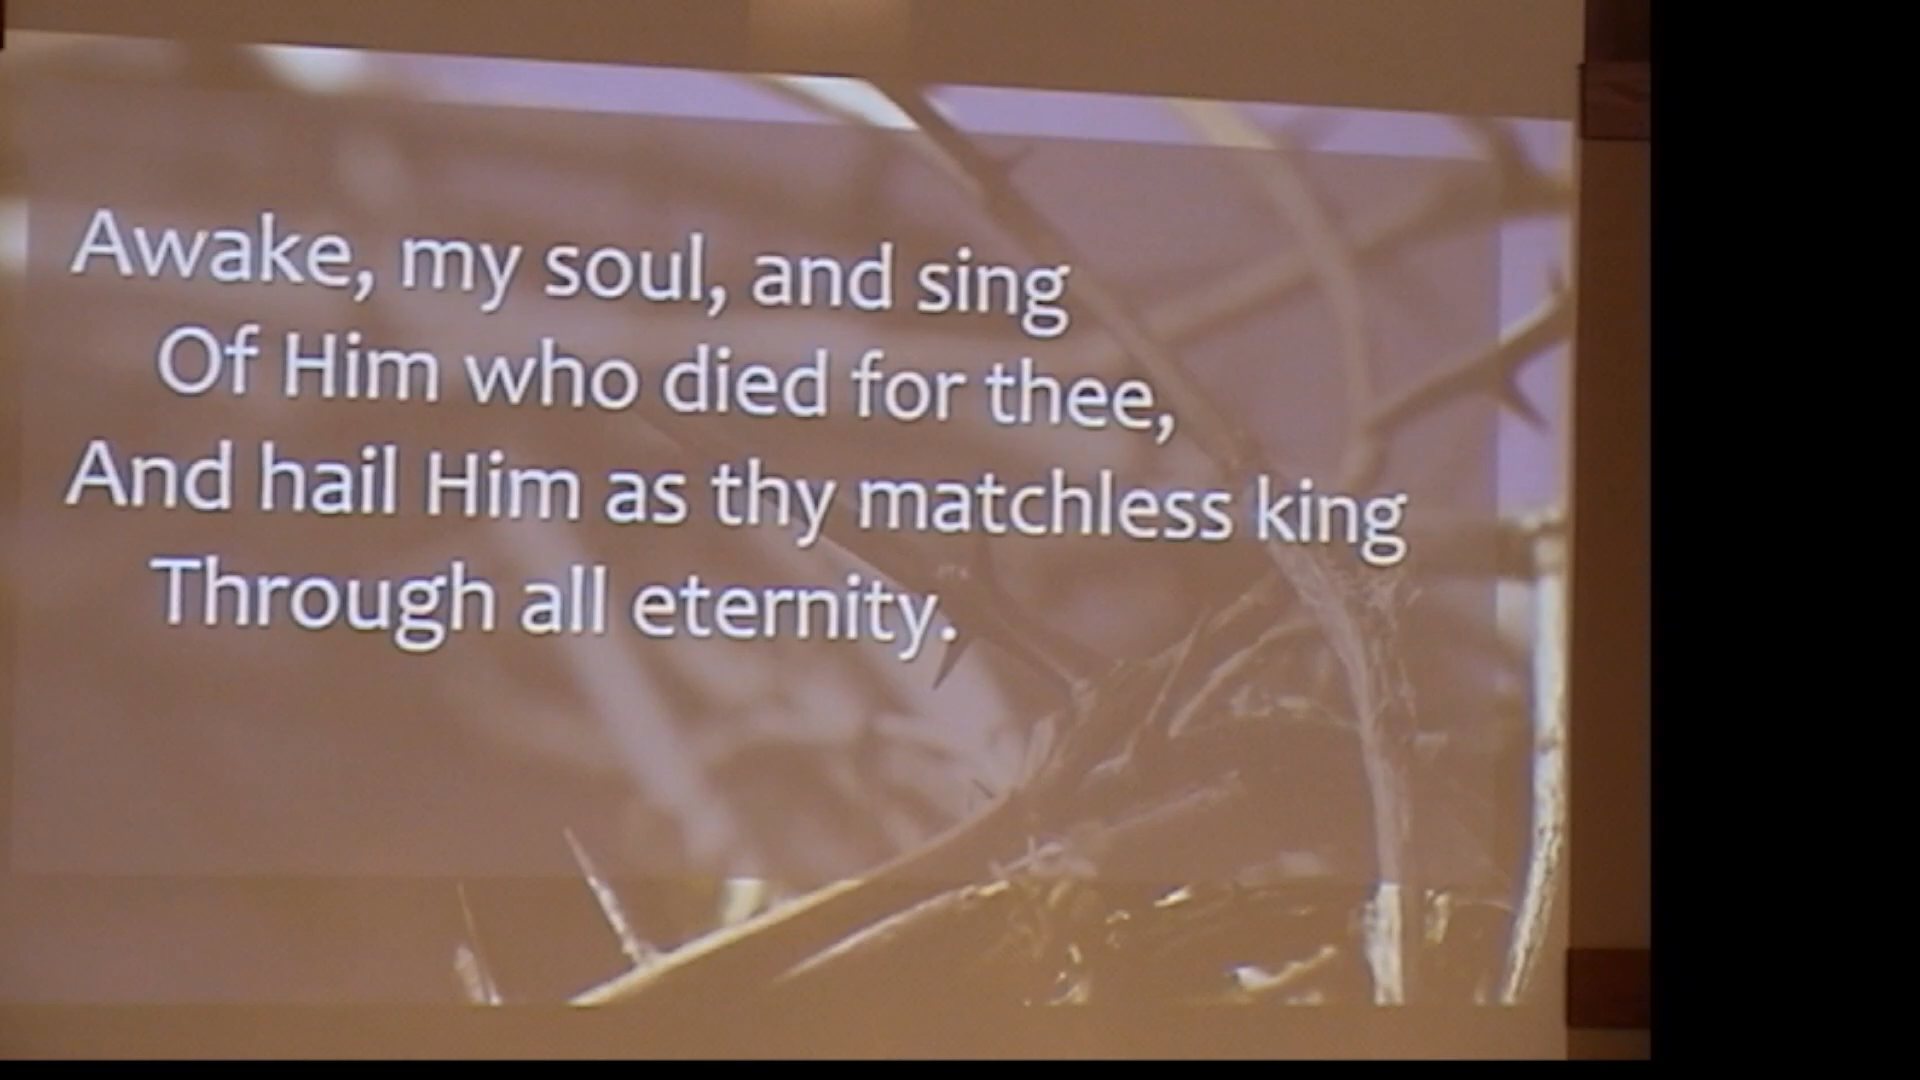 Awake, my soul, and sing
Of Him who died for thee,
And hail Him as thy matchless king
Through all eternity.